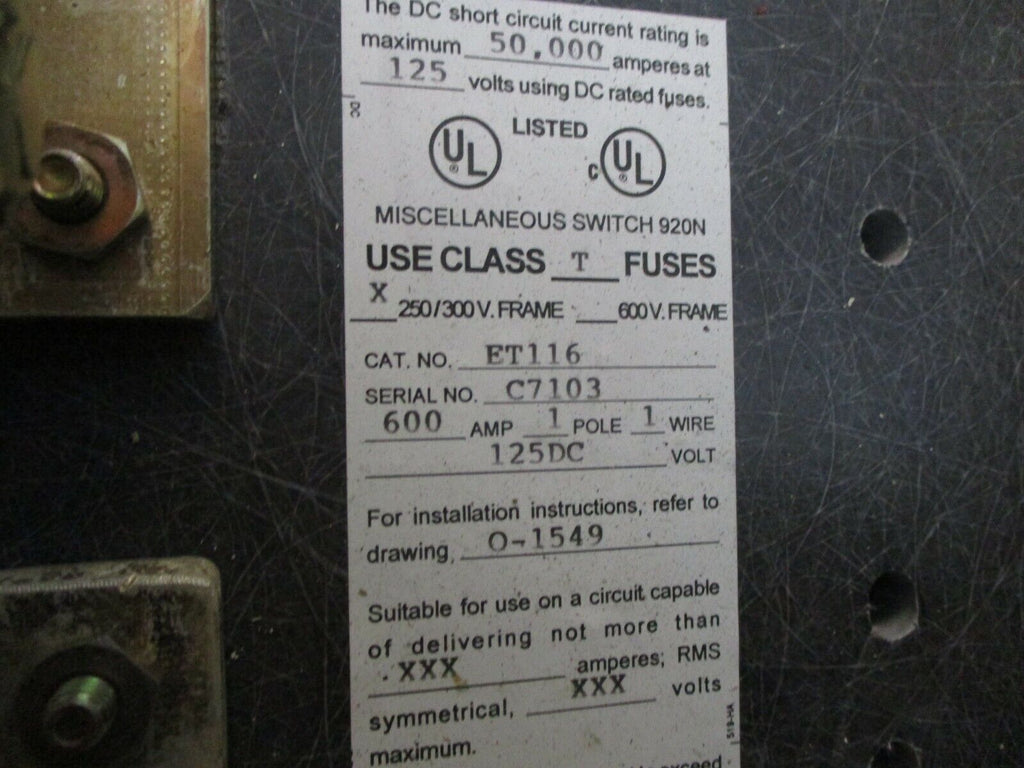 The DC short circuit current rating is
maximum 50,000 amperes at
125 volts using DC rated fuses.
UL ® LISTED c UL ®
MISCELLANEOUS SWITCH 920N
USE CLASS T FUSES
X 250/300 V. FRAME 600 V. FRAME
CAT. NO. ET116
SERIAL NO. C7103
600 AMP 1 POLE 1 WIRE
125DC VOLT
For installation instructions, refer to
drawing, O-1549
Suitable for use on a circuit capable
of delivering not more than
XXX amperes; RMS
symmetrical, XXX volts
maximum.
exceed